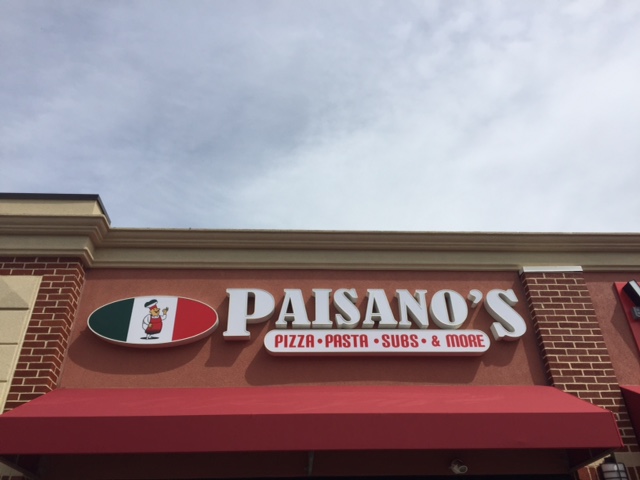 PAISANO'S
PIZZA • PASTA • SUBS • & MORE